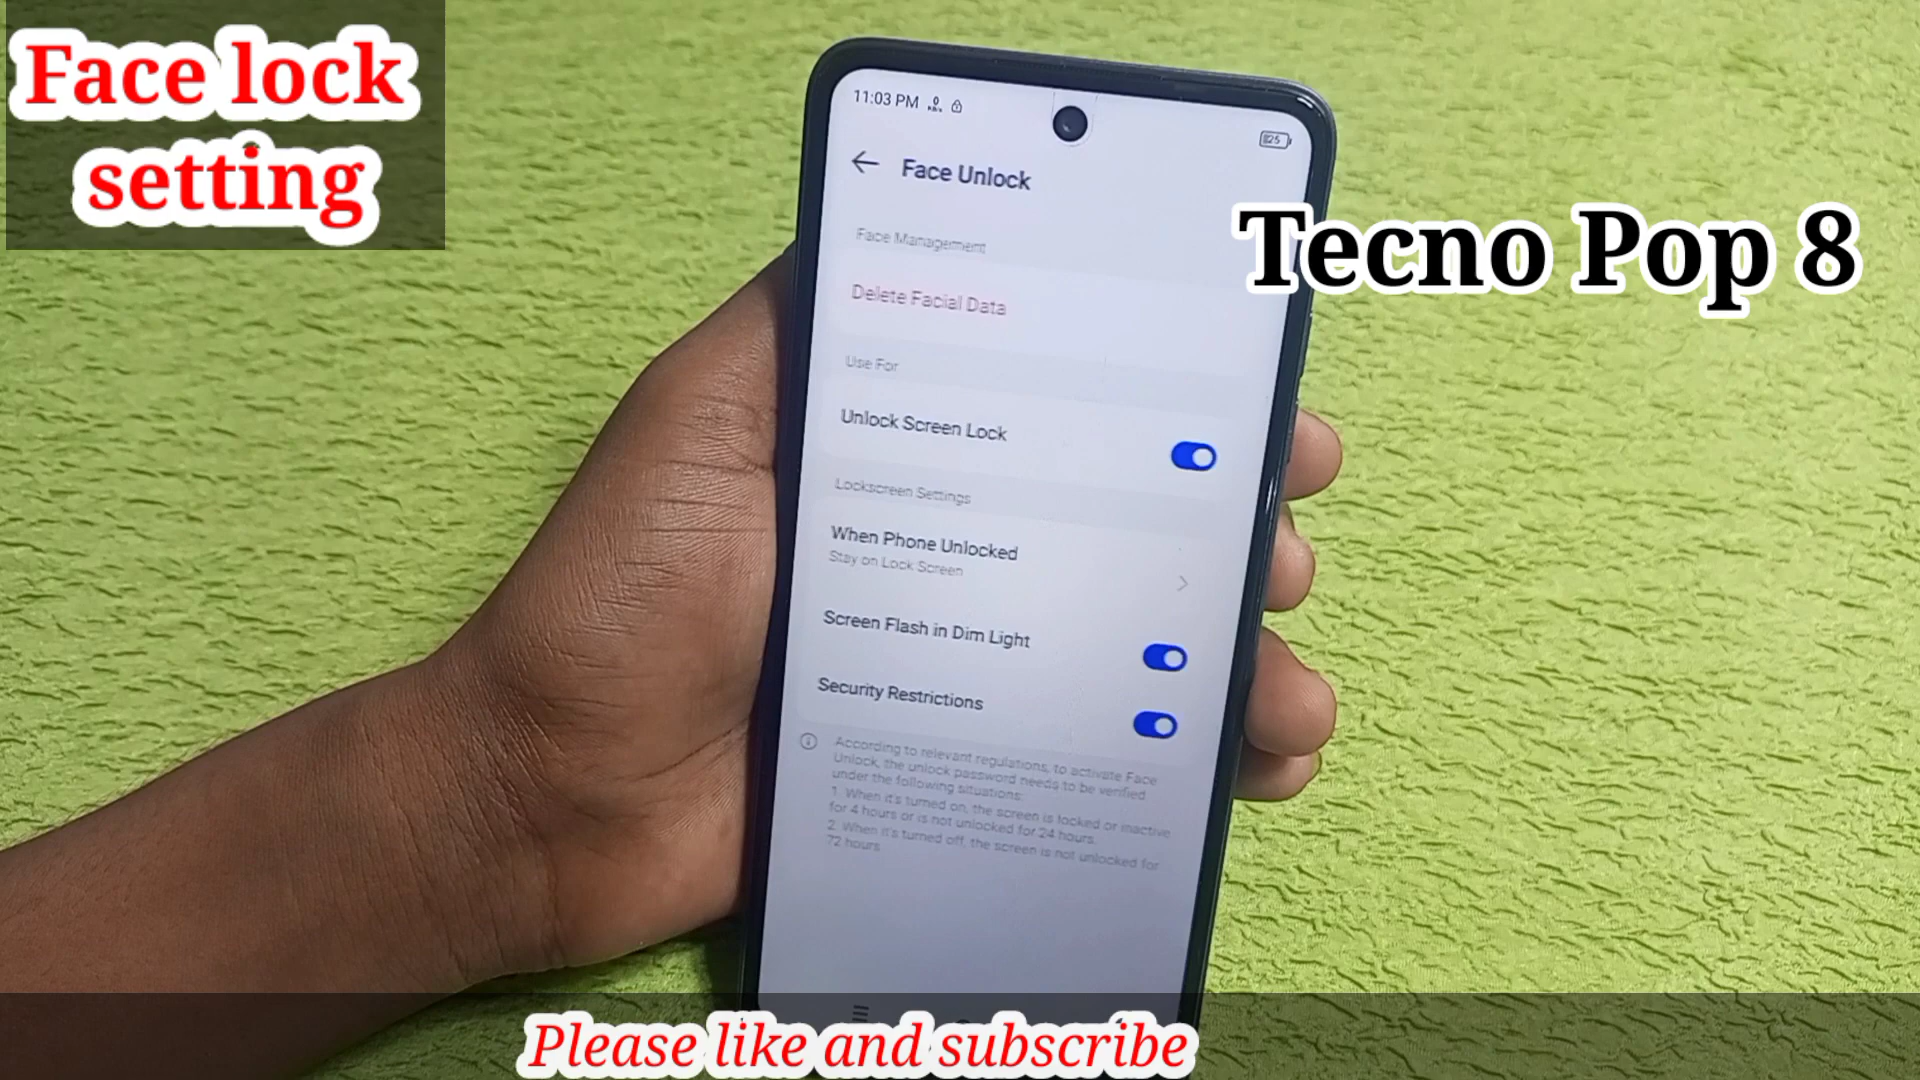 Face lock
setting
Tecno Pop 8
11:03 PM
25
Face Unlock
Face Management
Delete Facial Data
Use For
Unlock Screen Lock
Lockscreen Settings
When Phone Unlocked
Stay on Lock Screen
Screen Flash in Dim Light
Security Restrictions
According to relevant regulations, to activate Face
Unlock, the unlock password needs to be verified
under the following situations:
1. When it's turned on, the screen is locked or inactive
for 4 hours or is not unlocked for 24 hours.
2. When it's turned off, the screen is not unlocked for
72 hours.
Please like and subscribe